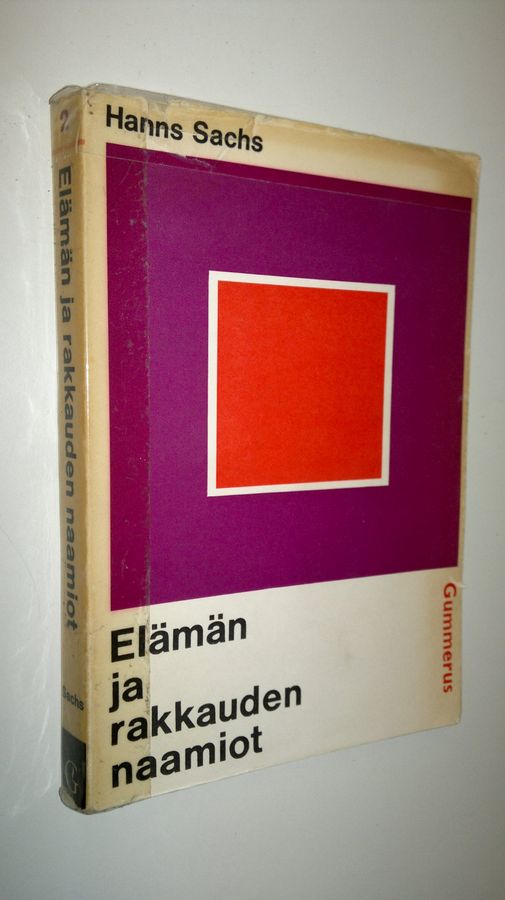 Hanns Sachs
Gummerus
Elämän
ja
rakkauden
naamiot
2
Elämän ja rakkauden naamiot
Sachs
G